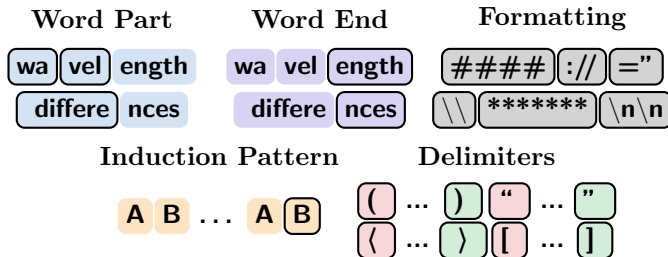 Word Part Word End Formatting
wa vel ength wa vel ength #### :// ="
differe nces differe nces \\ ******* \n\n
Induction Pattern Delimiters
A B ... A B ( ... ) “ ... ”
⟨ ... ⟩ [ ... ]